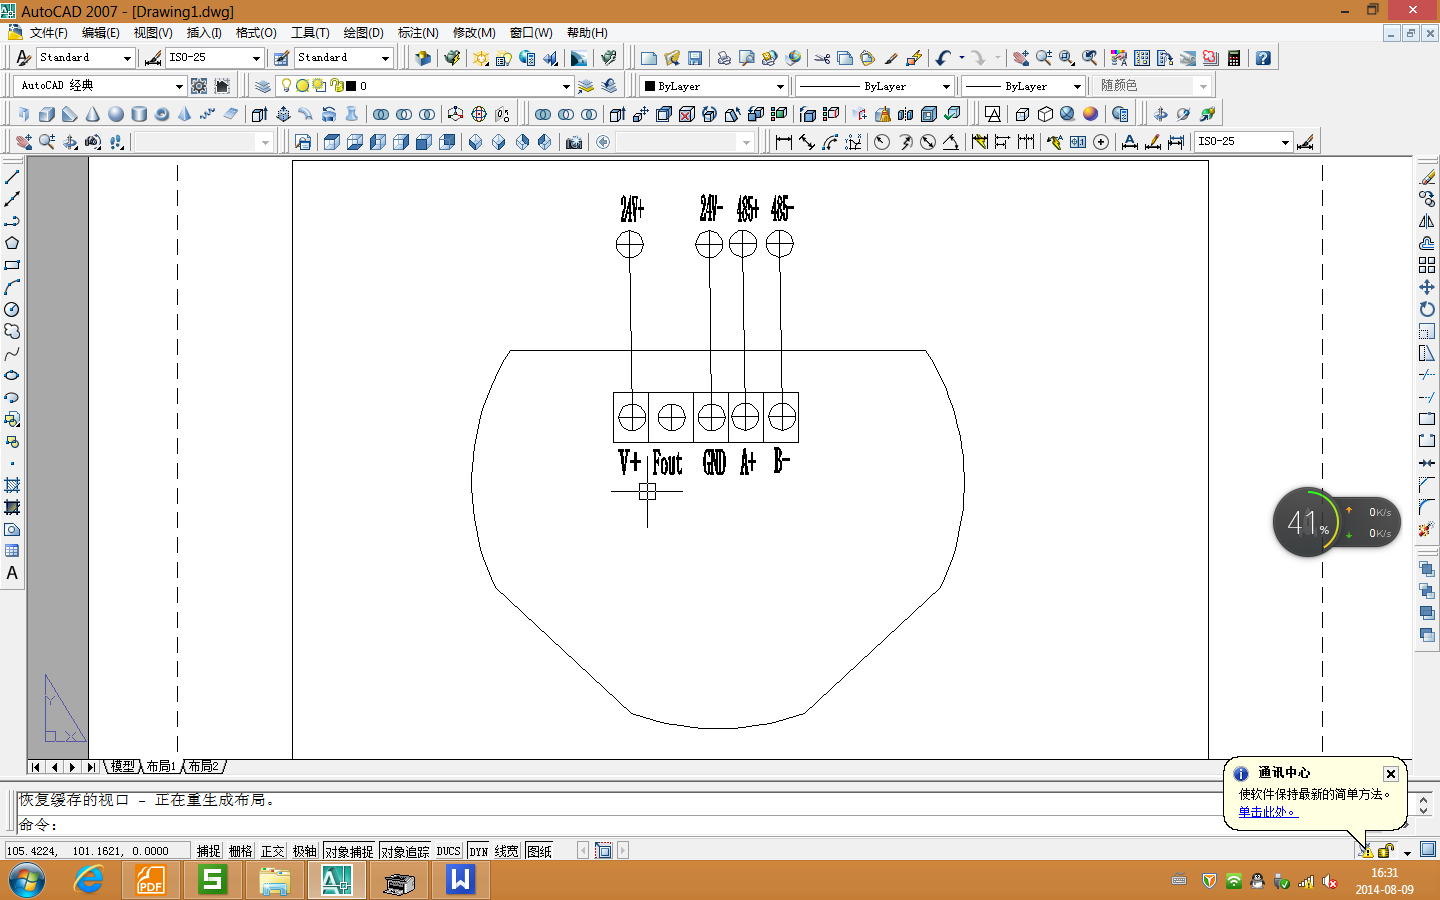 AutoCAD 2007 - [Drawing1.dwg]
文件(F) 编辑(E) 视图(V) 插入(I) 格式(O) 工具(T) 绘图(D) 标注(N) 修改(M) 窗口(W) 帮助(H)
Standard ISO-25 Standard
AutoCAD 经典 0 ByLayer ByLayer ByLayer 随颜色
ISO-25
24V+ 24V- 485+ 485-
V+ Fout GND A+ B-
41% 0K/s
0K/s
Y
X
A
模型 布局1 布局2
恢复缓存的视口 - 正在重生成布局。
命令:
通讯中心
使软件保持最新的简单方法。
单击此处。
105.4224, 101.1621, 0.0000 捕捉 栅格 正交 极轴 对象捕捉 对象追踪 DUCS DYN 线宽 图纸
PDF S W
16:31
2014-08-09